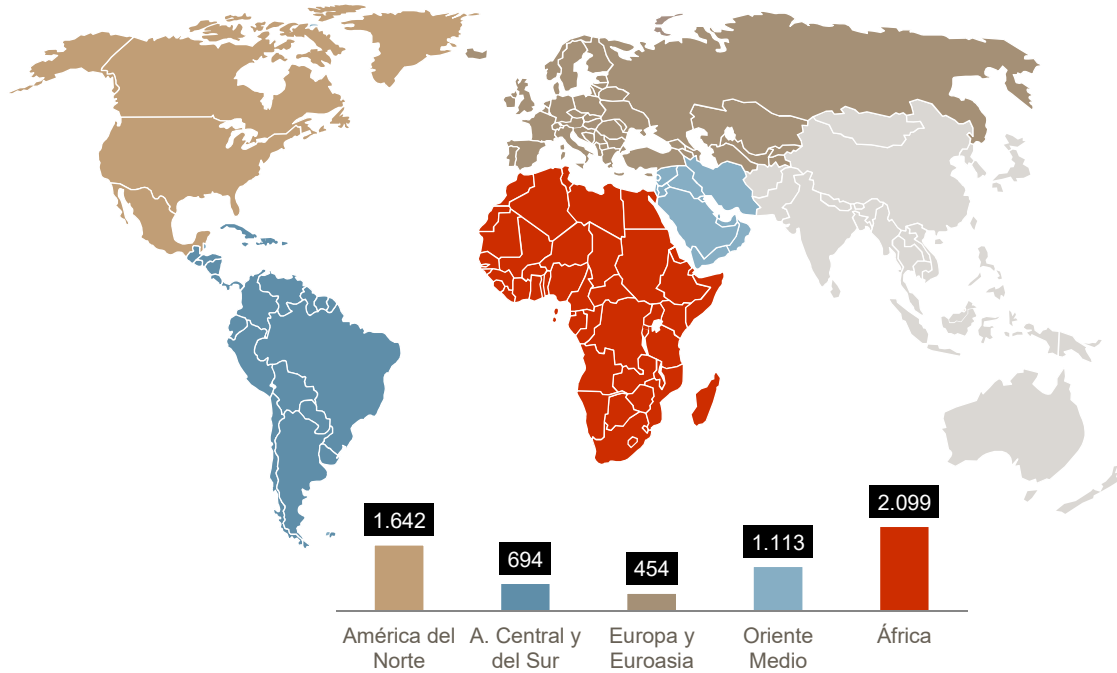 1.642
694
454
1.113
2.099
América del
Norte
A. Central y
del Sur
Europa y
Euroasia
Oriente
Medio
África